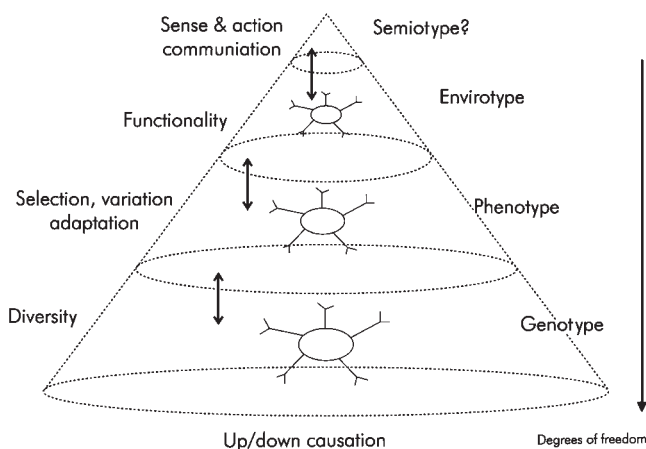 Sense & action
communiation
Semiotype?
Envirotype
Functionality
Selection, variation
adaptation
Phenotype
Diversity
Genotype
Up/down causation
Degrees of freedom